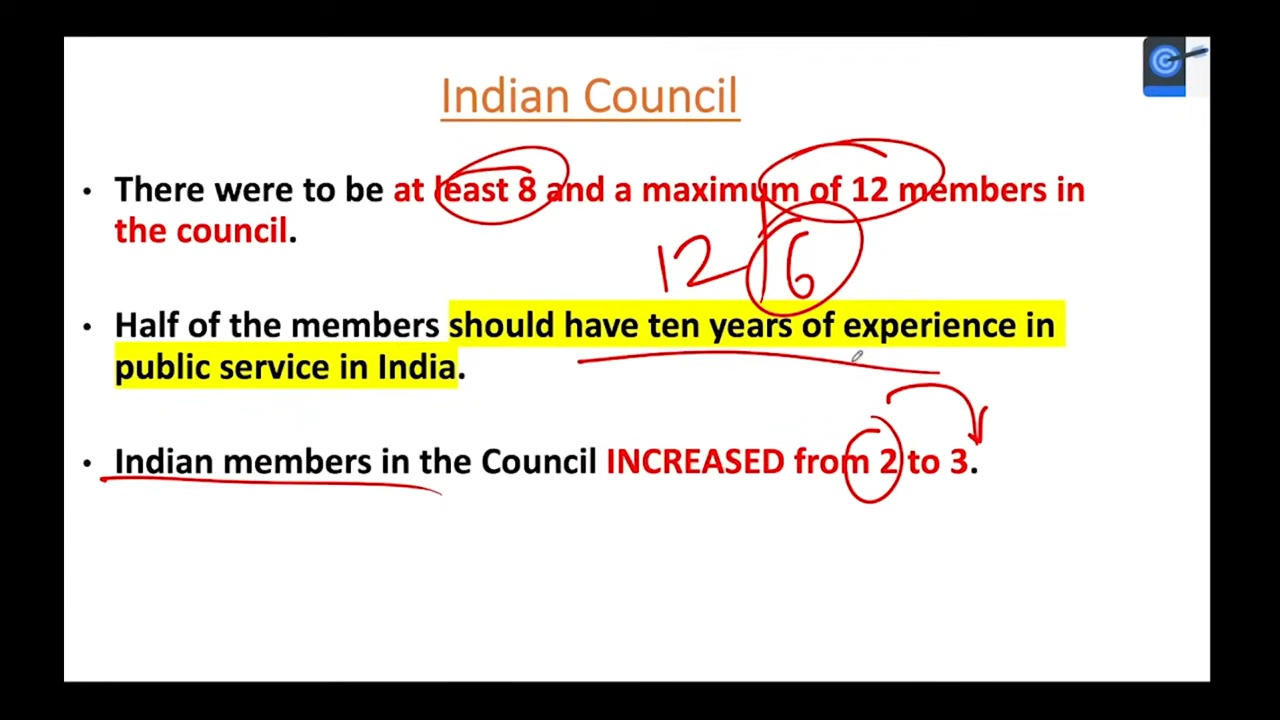 Indian Council
• There were to be at least 8 and a maximum of 12 members in
the council.
12 6
• Half of the members should have ten years of experience in
public service in India.
• Indian members in the Council INCREASED from 2 to 3.